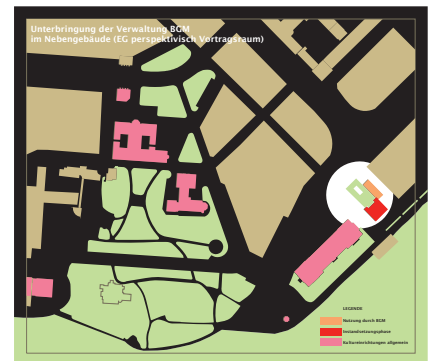 Unterbringung der Verwaltung BGM
im Nebengebäude (EG perspektivisch Vortragsraum)
LEGENDE
Nutzung durch BGM
Instandsetzungsphase
Kultureinrichtungen allgemein